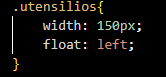 .utensilios{
    width: 150px;
    float: left;
}